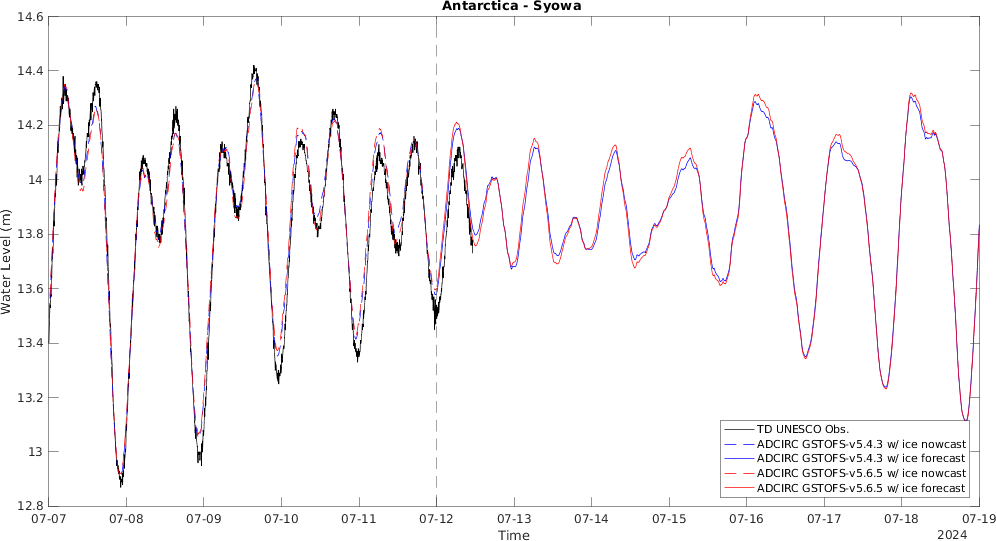 Antarctica - Syowa
14.6
14.4
14.2
14
13.8
13.6
13.4
13.2
13
12.8
Water Level (m)
07-07 07-08 07-09 07-10 07-11 07-12 07-13 07-14 07-15 07-16 07-17 07-18 07-19
Time
2024
TD UNESCO Obs.
ADCIRC GSTOFS-v5.4.3 w/ ice nowcast
ADCIRC GSTOFS-v5.4.3 w/ ice forecast
ADCIRC GSTOFS-v5.6.5 w/ ice nowcast
ADCIRC GSTOFS-v5.6.5 w/ ice forecast